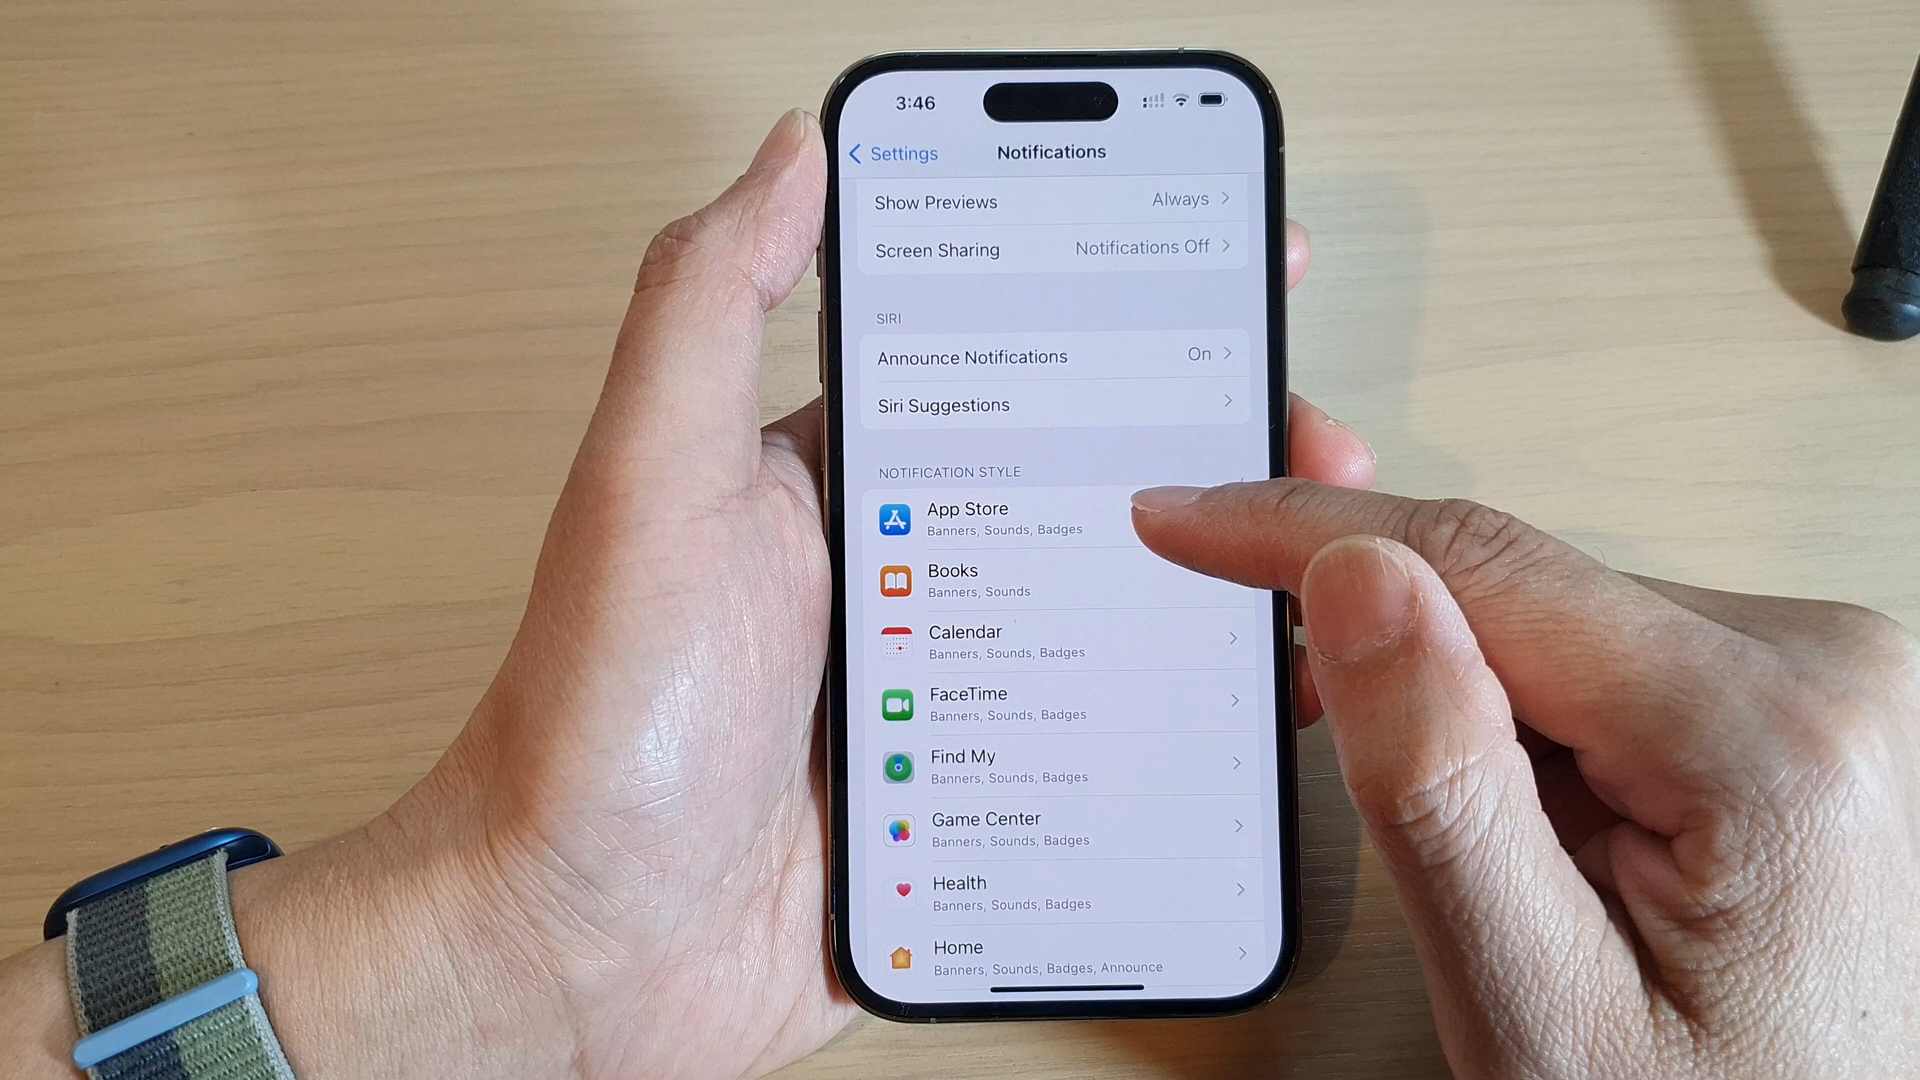 3:46
Settings
Notifications
Show Previews Always
Screen Sharing Notifications Off
SIRI
Announce Notifications On
Siri Suggestions
NOTIFICATION STYLE
App Store
Banners, Sounds, Badges
Books
Banners, Sounds
Calendar
Banners, Sounds, Badges
FaceTime
Banners, Sounds, Badges
Find My
Banners, Sounds, Badges
Game Center
Banners, Sounds, Badges
Health
Banners, Sounds, Badges
Home
Banners, Sounds, Badges, Announce